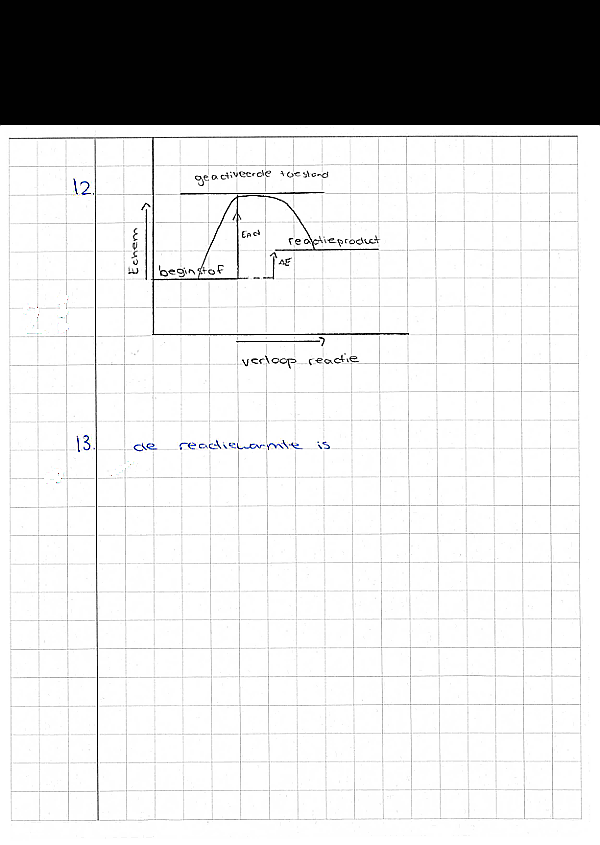 12.
geactiveerde toestand
Echem
Eact
reactieproduct
ΔE
beginstof
verloop reactie
13. de reactiewarmte is